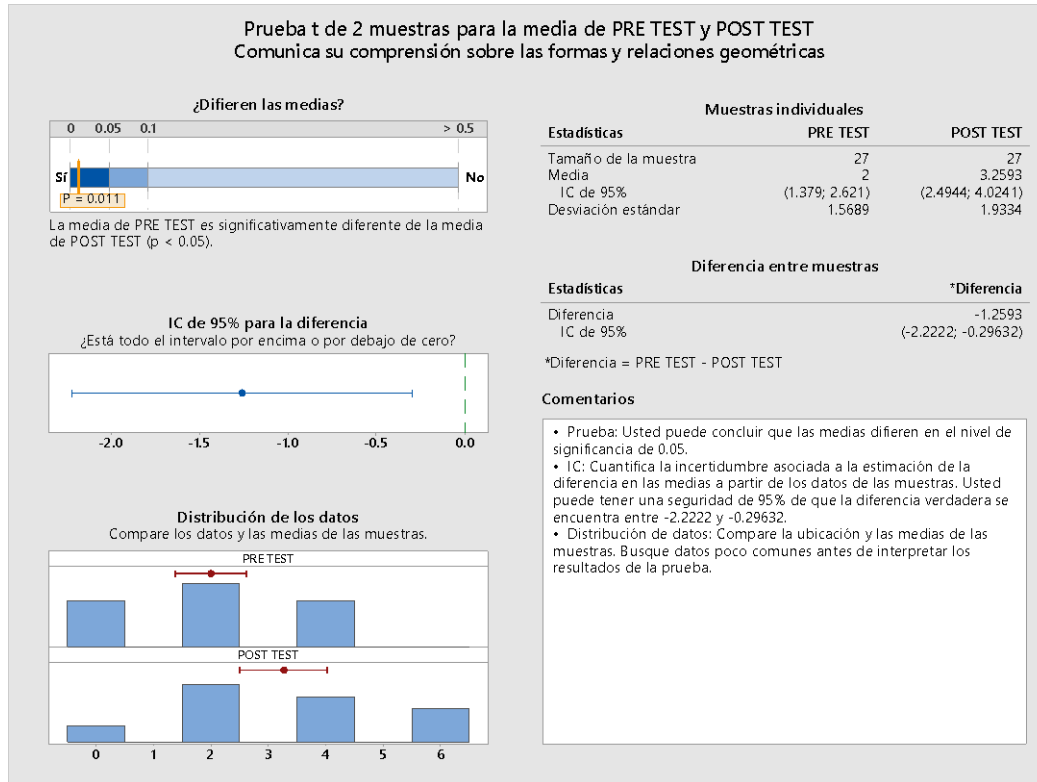 Prueba t de 2 muestras para la media de PRE TEST y POST TEST
Comunica su comprensión sobre las formas y relaciones geométricas
¿Difieren las medias?
0 0.05 0.1 > 0.5
Sí No
P = 0.011
La media de PRE TEST es significativamente diferente de la media
de POST TEST (p < 0.05).
IC de 95% para la diferencia
¿Está todo el intervalo por encima o por debajo de cero?
-2.0 -1.5 -1.0 -0.5 0.0
Distribución de los datos
Compare los datos y las medias de las muestras.
PRE TEST
POST TEST
0 1 2 3 4 5 6
Muestras individuales
Estadísticas PRE TEST POST TEST
Tamaño de la muestra 27 27
Media 2 3.2593
IC de 95% (1.379; 2.621) (2.4944; 4.0241)
Desviación estándar 1.5689 1.9334
Diferencia entre muestras
Estadísticas *Diferencia
Diferencia -1.2593
IC de 95% (-2.2222; -0.29632)
*Diferencia = PRE TEST - POST TEST
Comentarios
• Prueba: Usted puede concluir que las medias difieren en el nivel de
significancia de 0.05.
• IC: Cuantifica la incertidumbre asociada a la estimación de la
diferencia en las medias a partir de los datos de las muestras. Usted
puede tener una seguridad de 95% de que la diferencia verdadera se
encuentra entre -2.2222 y -0.29632.
• Distribución de datos: Compare la ubicación y las medias de las
muestras. Busque datos poco comunes antes de interpretar los
resultados de la prueba.